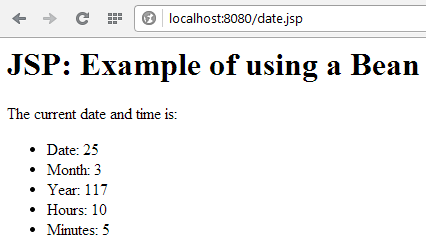 localhost:8080/date.jsp
JSP: Example of using a Bean
The current date and time is:
Date: 25
Month: 3
Year: 117
Hours: 10
Minutes: 5